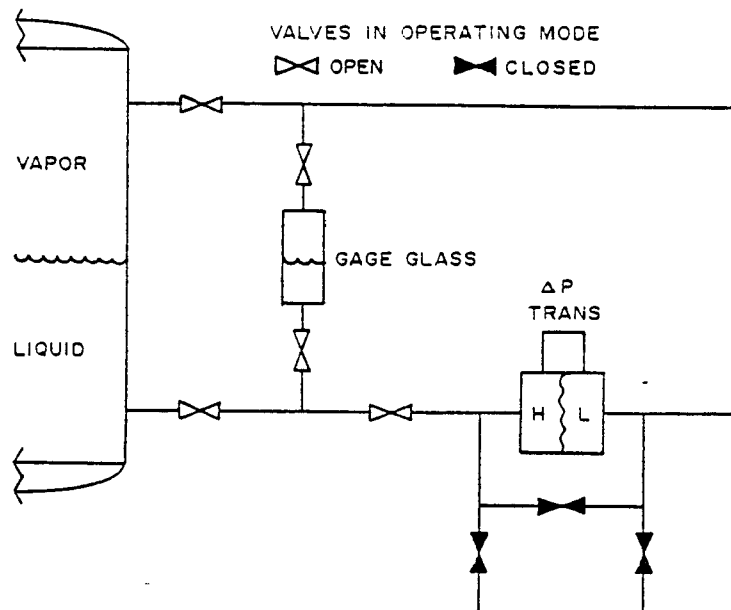 VALVES IN OPERATING MODE
OPEN CLOSED
VAPOR
GAGE GLASS
ΔP
TRANS
LIQUID
H L